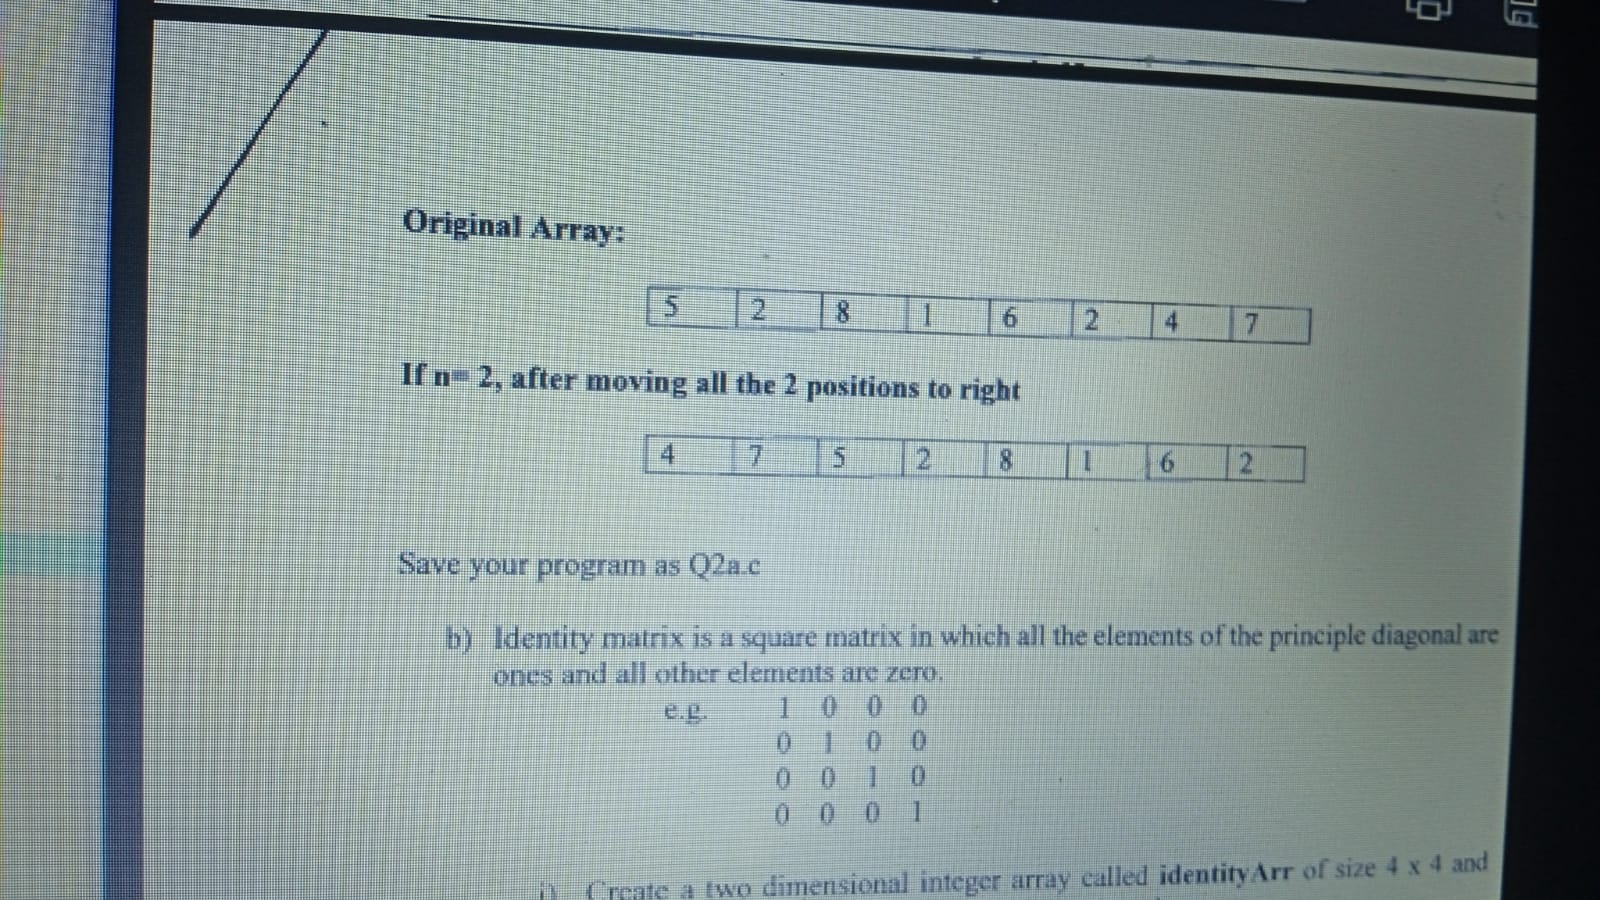 Original Array:
5 2 8 1 6 2 4 7
If n= 2, after moving all the 2 positions to right
4 7 5 2 8 1 6 2
Save your program as Q2a.c
b) Identity matrix is a square matrix in which all the elements of the principle diagonal are
ones and all other elements are zero.
e.g. 1 0 0 0
0 1 0 0
0 0 1 0
0 0 0 1
i) Create a two dimensional integer array called identityArr of size 4 x 4 and